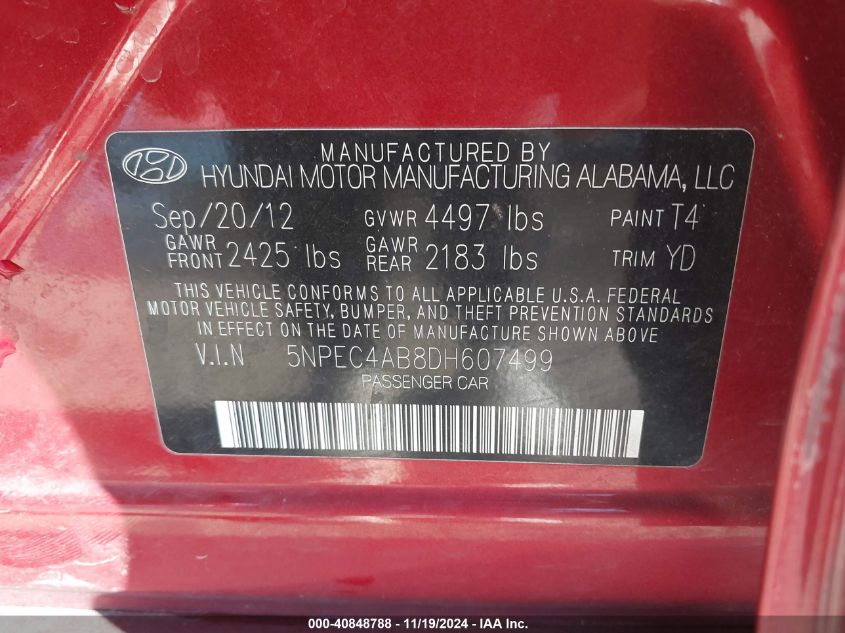 MANUFACTURED BY
HYUNDAI MOTOR MANUFACTURING ALABAMA, LLC
Sep/20/12 GVWR 4497 lbs PAINT T4
GAWR FRONT 2425 lbs GAWR REAR 2183 lbs TRIM YD
THIS VEHICLE CONFORMS TO ALL APPLICABLE U.S.A. FEDERAL
MOTOR VEHICLE SAFETY, BUMPER, AND THEFT PREVENTION STANDARDS
IN EFFECT ON THE DATE OF MANUFACTURE SHOWN ABOVE
V.I.N 5NPEC4AB8DH607499
PASSENGER CAR
000-40848788 - 11/19/2024 - IAA Inc.